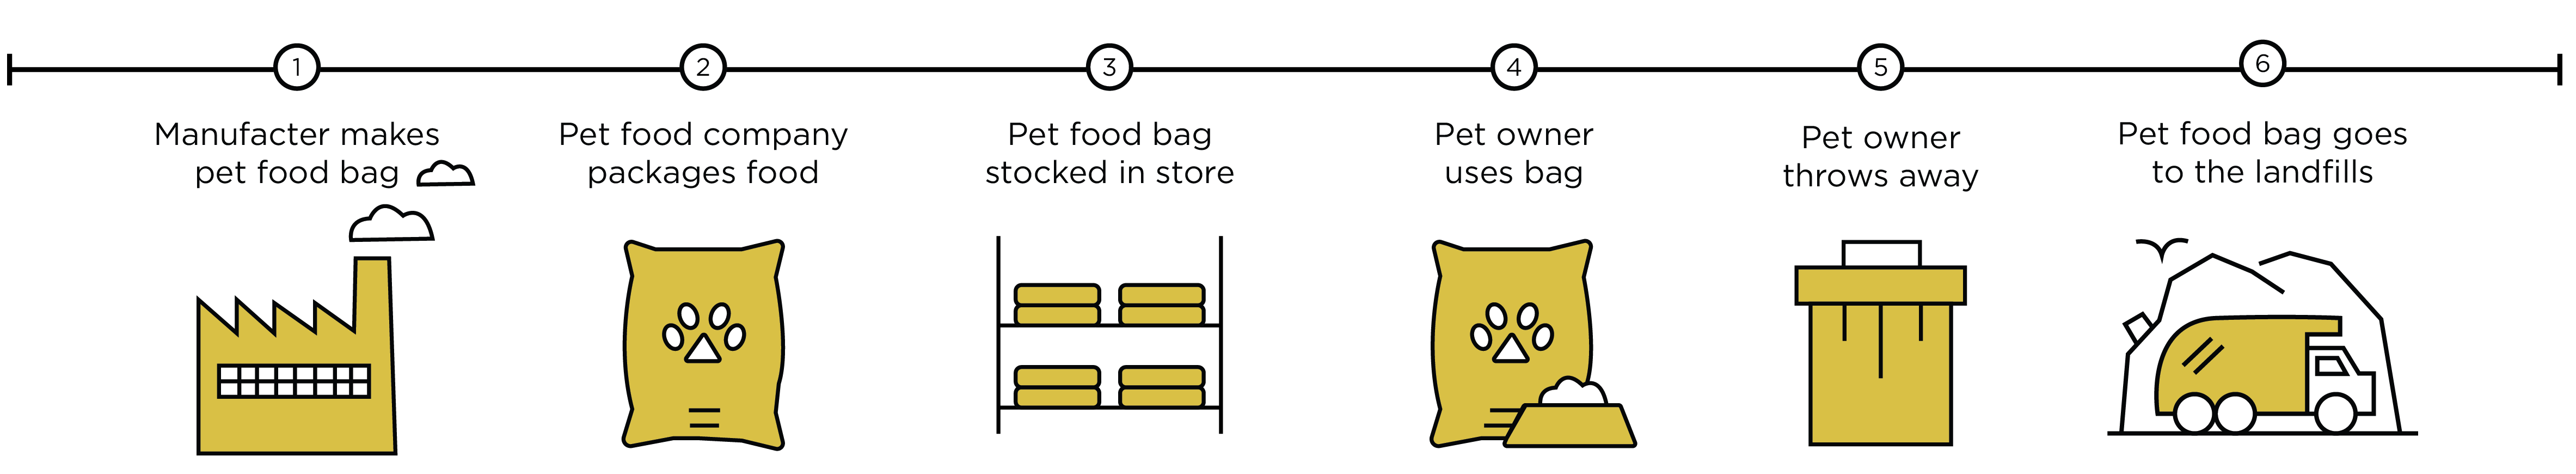 1
Manufacter makes
pet food bag
2
Pet food company
packages food
3
Pet food bag
stocked in store
4
Pet owner
uses bag
5
Pet owner
throws away
6
Pet food bag goes
to the landfills